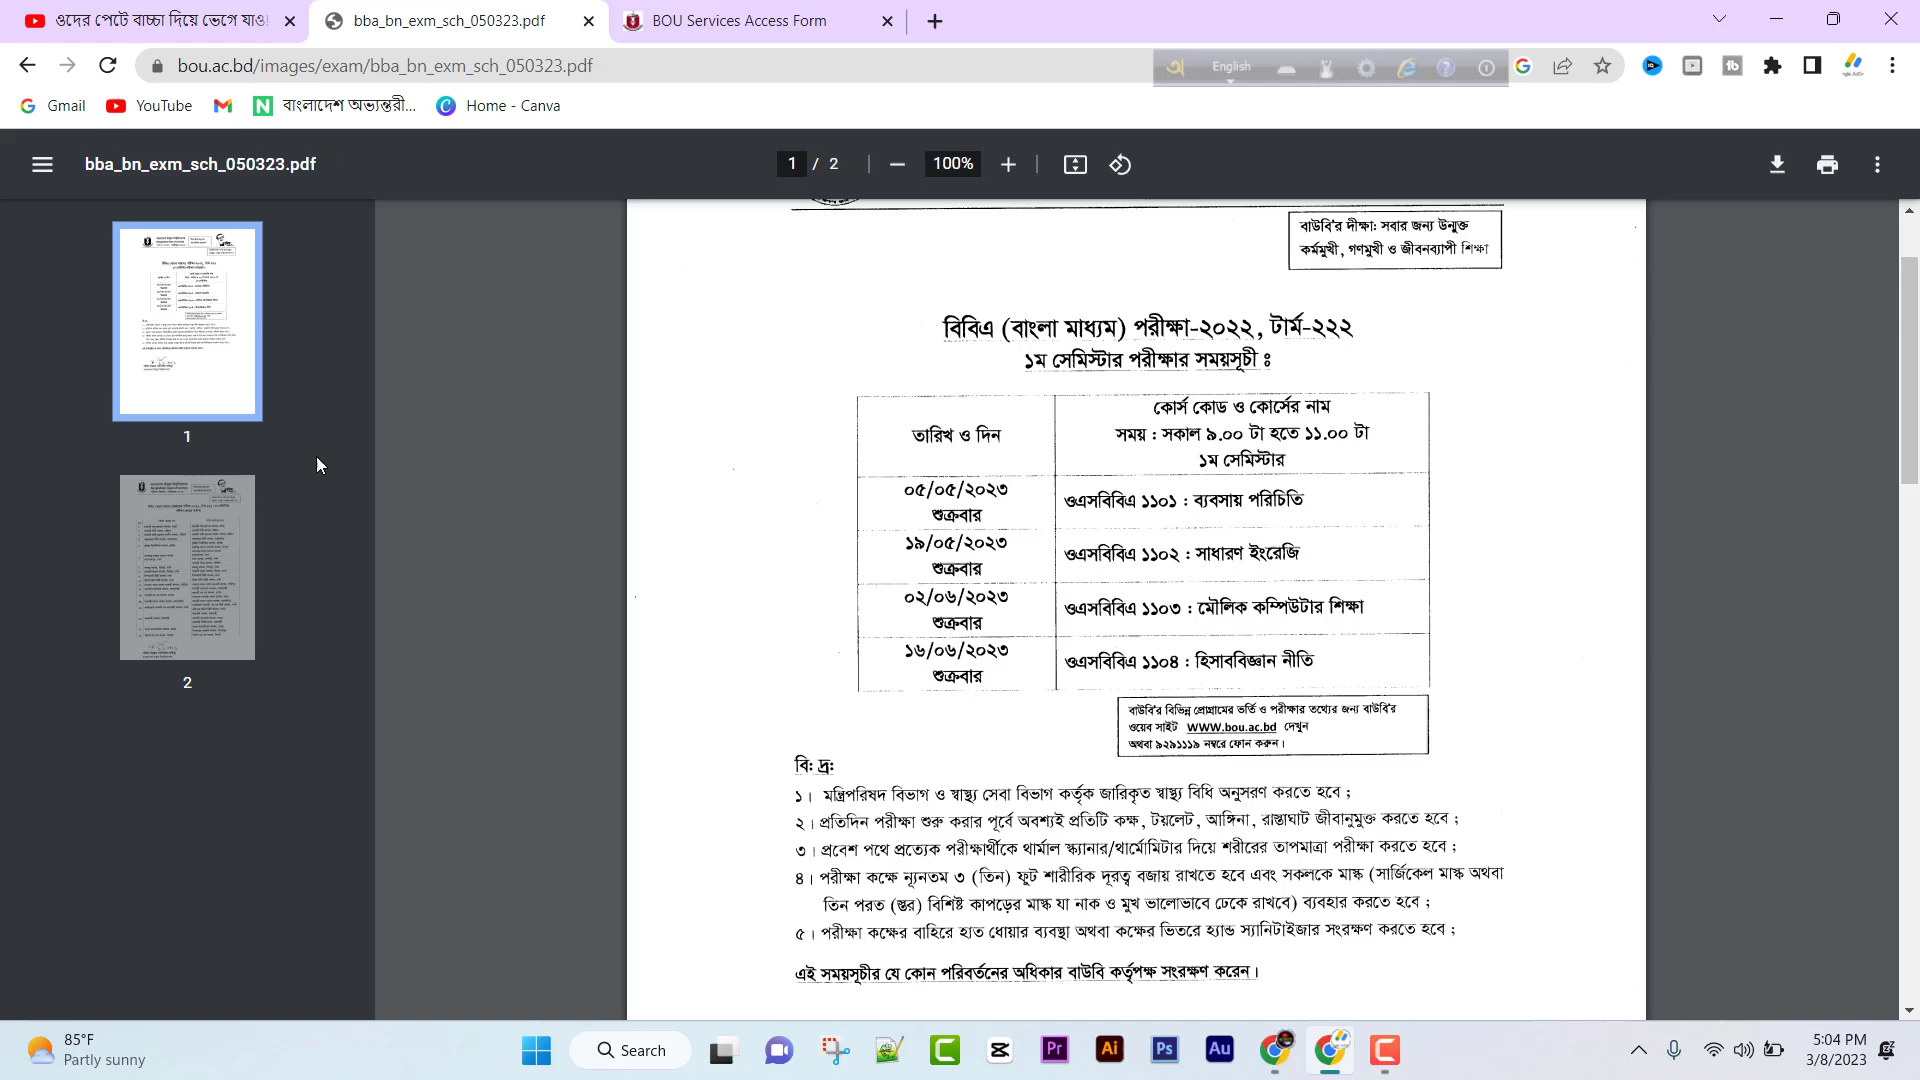 ওদের পেটে বাচ্চা দিয়ে ভেগে যাও!
bba_bn_exm_sch_050323.pdf
BOU Services Access Form
bou.ac.bd/images/exam/bba_bn_exm_sch_050323.pdf
English
Gmail
YouTube
বাংলাদেশ অভ্যন্তরী...
Home - Canva
bba_bn_exm_sch_050323.pdf
1 / 2
100%
1
2
বাউবি'র দীক্ষা: সবার জন্য উন্মুক্ত
কর্মমুখী, গণমুখী ও জীবনব্যাপী শিক্ষা
বিবিএ (বাংলা মাধ্যম) পরীক্ষা-২০২২, টার্ম-২২২
১ম সেমিস্টার পরীক্ষার সময়সূচী ঃ
তারিখ ও দিন
কোর্স কোড ও কোর্সের নাম
সময় : সকাল ৯.০০ টা হতে ১১.০০ টা
১ম সেমিস্টার
০৫/০৫/২০২৩
শুক্রবার
ওএসবিবিএ ১১০১ : ব্যবসায় পরিচিতি
১৯/০৫/২০২৩
শুক্রবার
ওএসবিবিএ ১১০২ : সাধারণ ইংরেজি
০২/০৬/২০২৩
শুক্রবার
ওএসবিবিএ ১১০৩ : মৌলিক কম্পিউটার শিক্ষা
১৬/০৬/২০২৩
শুক্রবার
ওএসবিবিএ ১১০৪ : হিসাববিজ্ঞান নীতি
বাউবি'র বিভিন্ন প্রোগ্রামের ভর্তি ও পরীক্ষার তথ্যের জন্য বাউবি'র
ওয়েব সাইট WWW.bou.ac.bd দেখুন
অথবা ৯২৯১১১৯ নম্বরে ফোন করুন।
বি: দ্র:
১। মন্ত্রিপরিষদ বিভাগ ও স্বাস্থ্য সেবা বিভাগ কর্তৃক জারিকৃত স্বাস্থ্য বিধি অনুসরণ করতে হবে ;
২। প্রতিদিন পরীক্ষা শুরু করার পূর্বে অবশ্যই প্রতিটি কক্ষ, টয়লেট, আঙ্গিনা, রাস্তাঘাট জীবানুমুক্ত করতে হবে ;
৩। প্রবেশ পথে প্রত্যেক পরীক্ষার্থীকে থার্মাল স্ক্যানার/থার্মোমিটার দিয়ে শরীরের তাপমাত্রা পরীক্ষা করতে হবে ;
৪। পরীক্ষা কক্ষে ন্যূনতম ৩ (তিন) ফুট শারীরিক দূরত্ব বজায় রাখতে হবে এবং সকলকে মাস্ক (সার্জিকেল মাস্ক অথবা
তিন পরত (স্তর) বিশিষ্ট কাপড়ের মাস্ক যা নাক ও মুখ ভালোভাবে ঢেকে রাখবে) ব্যবহার করতে হবে ;
৫। পরীক্ষা কক্ষের বাহিরে হাত ধোয়ার ব্যবস্থা অথবা কক্ষের ভিতরে হ্যান্ড স্যানিটাইজার সংরক্ষণ করতে হবে ;
এই সময়সূচীর যে কোন পরিবর্তনের অধিকার বাউবি কর্তৃপক্ষ সংরক্ষণ করেন।
85°F
Partly sunny
Search
Pr
Ai
Ps
Au
5:04 PM
3/8/2023